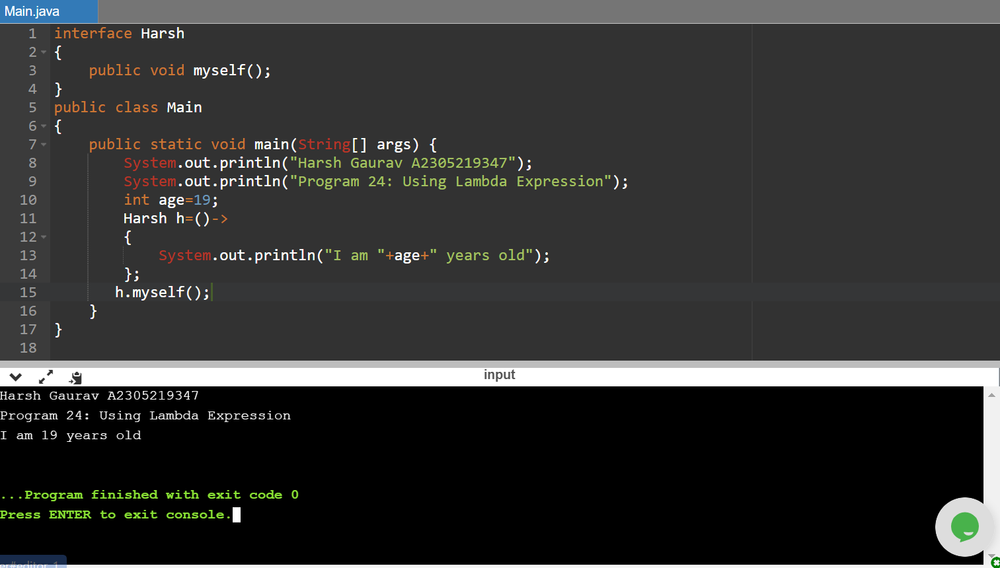 Main.java
1 interface Harsh
2 {
3     public void myself();
4 }
5 public class Main
6 {
7     public static void main(String[] args) {
8         System.out.println("Harsh Gaurav A2305219347");
9         System.out.println("Program 24: Using Lambda Expression");
10         int age=19;
11         Harsh h=()->
12         {
13             System.out.println("I am "+age+" years old");
14         };
15        h.myself();
16     }
17 }
18
input
Harsh Gaurav A2305219347
Program 24: Using Lambda Expression
I am 19 years old
...Program finished with exit code 0
Press ENTER to exit console.